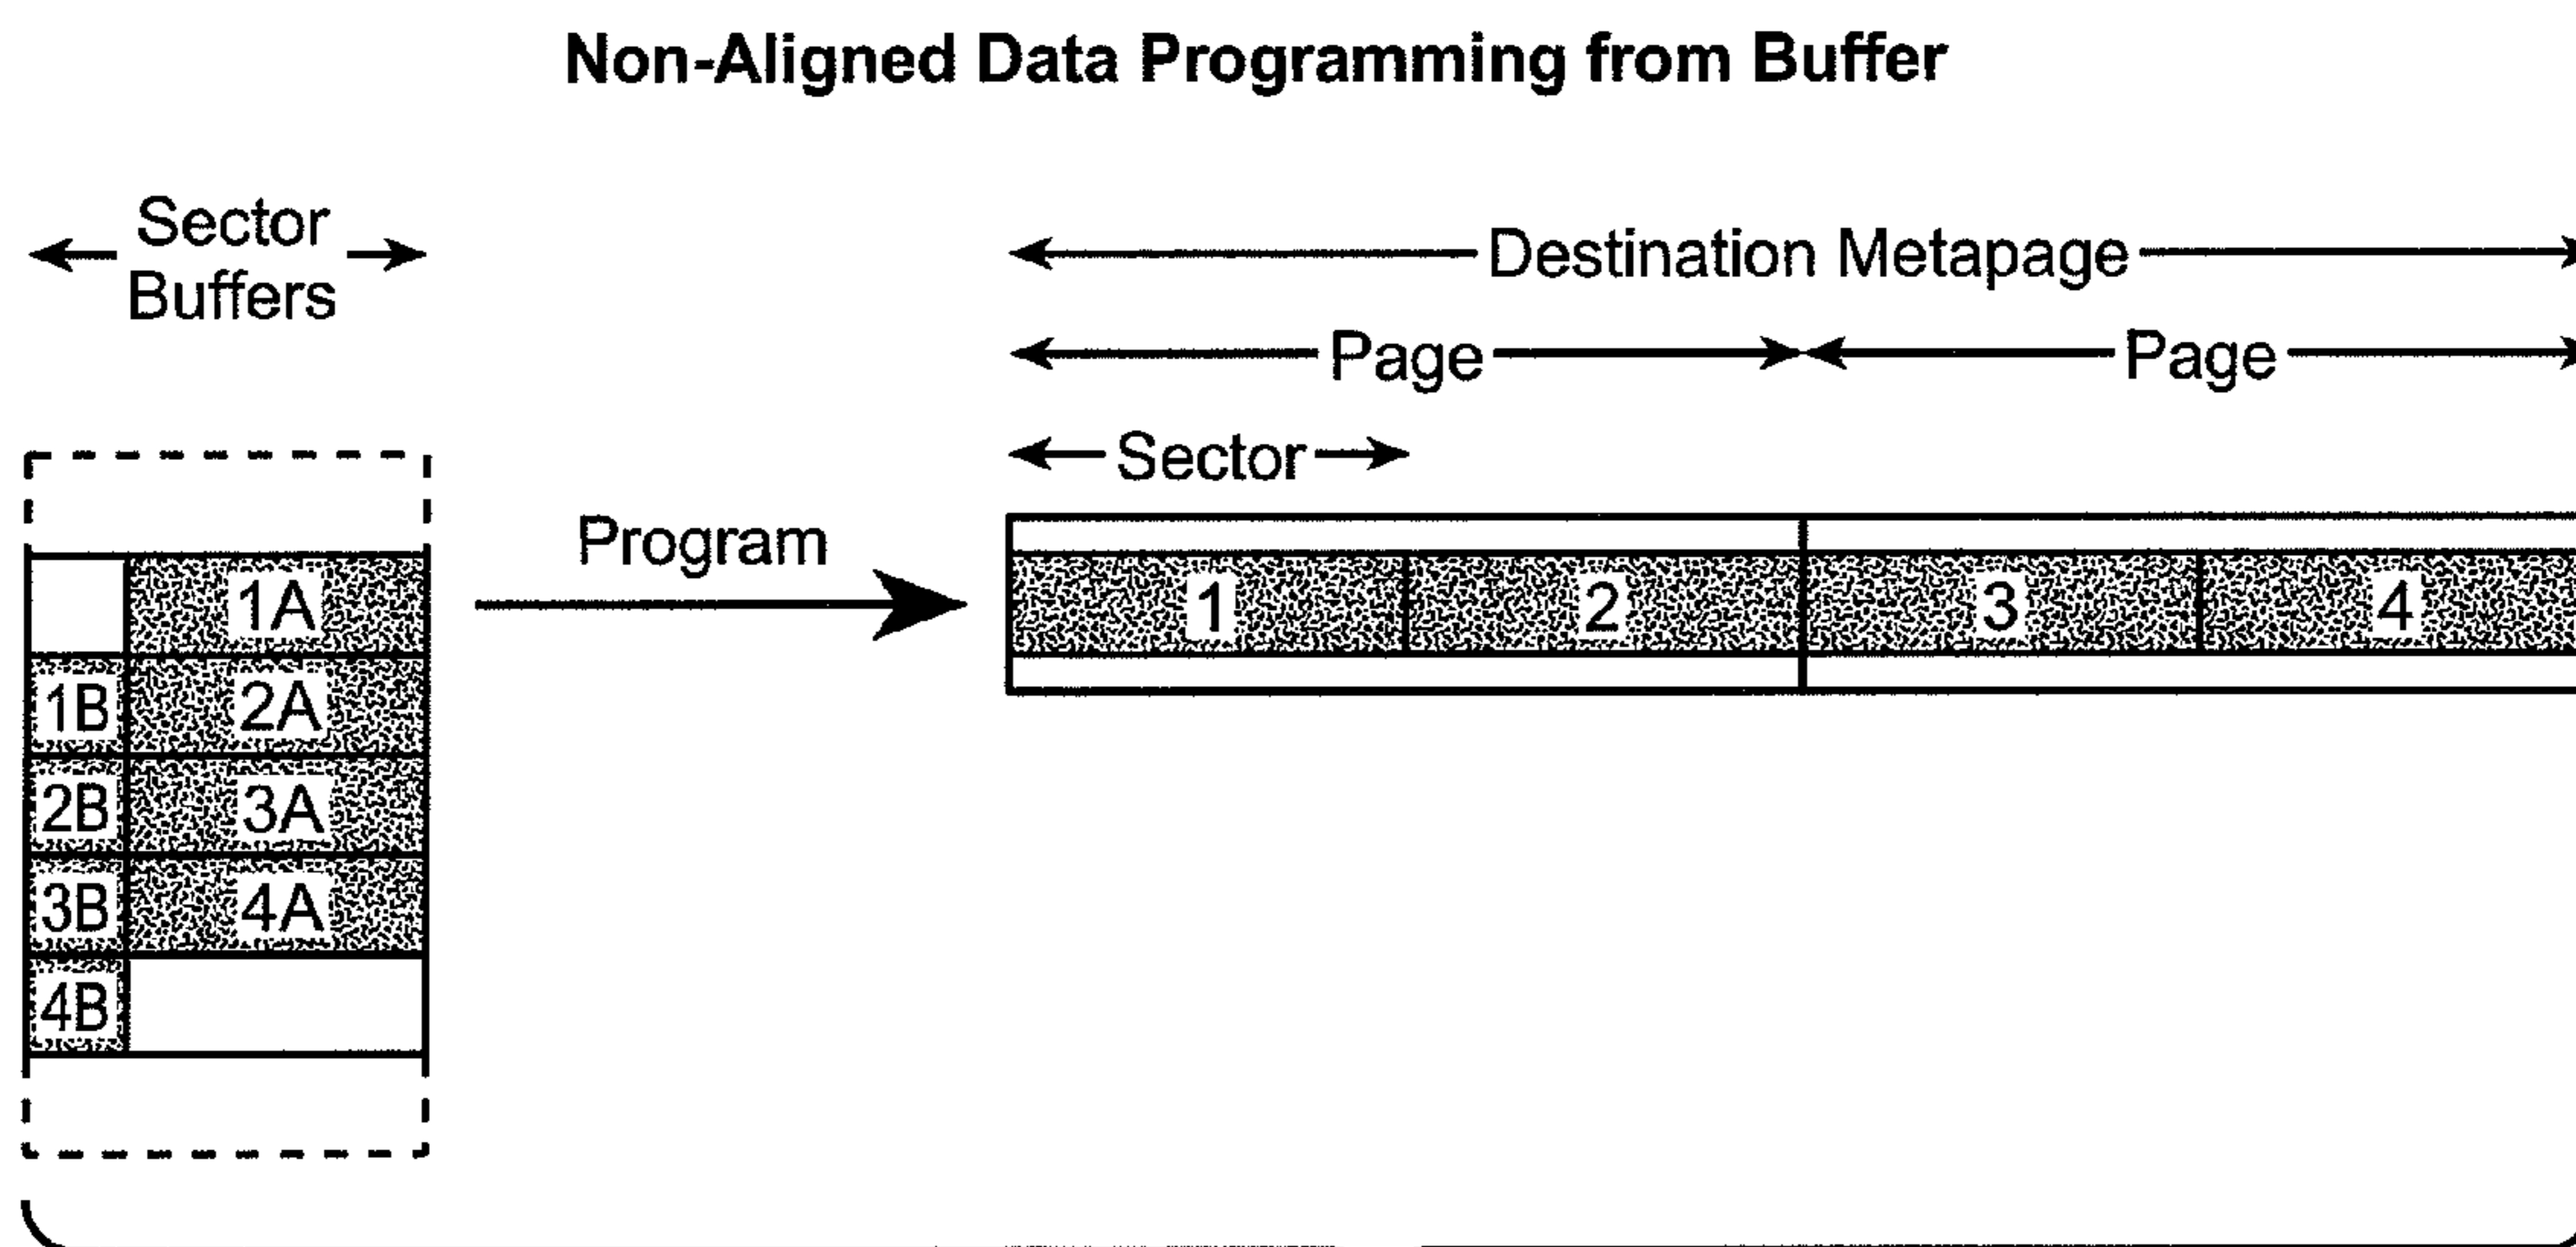 Non-Aligned Data Programming from Buffer
Sector
Buffers
Destination Metapage
Page
Page
Sector
Program
1A
1B
2A
2B
3A
3B
4A
4B
1
2
3
4